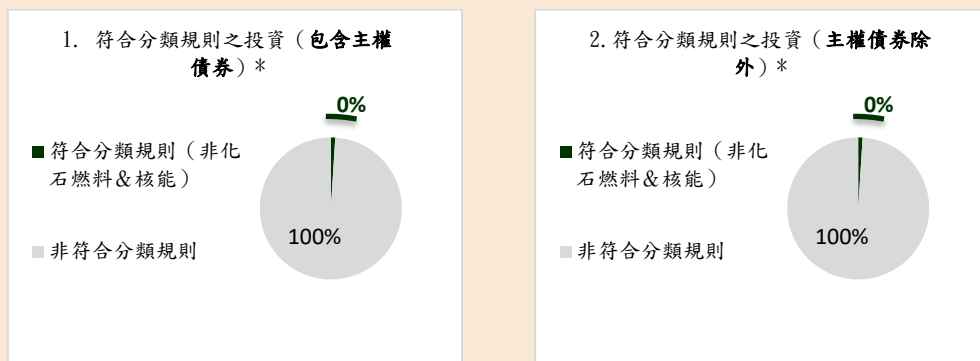 1. 符合分類規則之投資（包含主權
債券）*
0%
■ 符合分類規則（非化
石燃料&核能）
100%
■ 非符合分類規則
2.符合分類規則之投資（主權債券除
外）*
0%
■ 符合分類規則（非化
石燃料&核能）
100%
■ 非符合分類規則